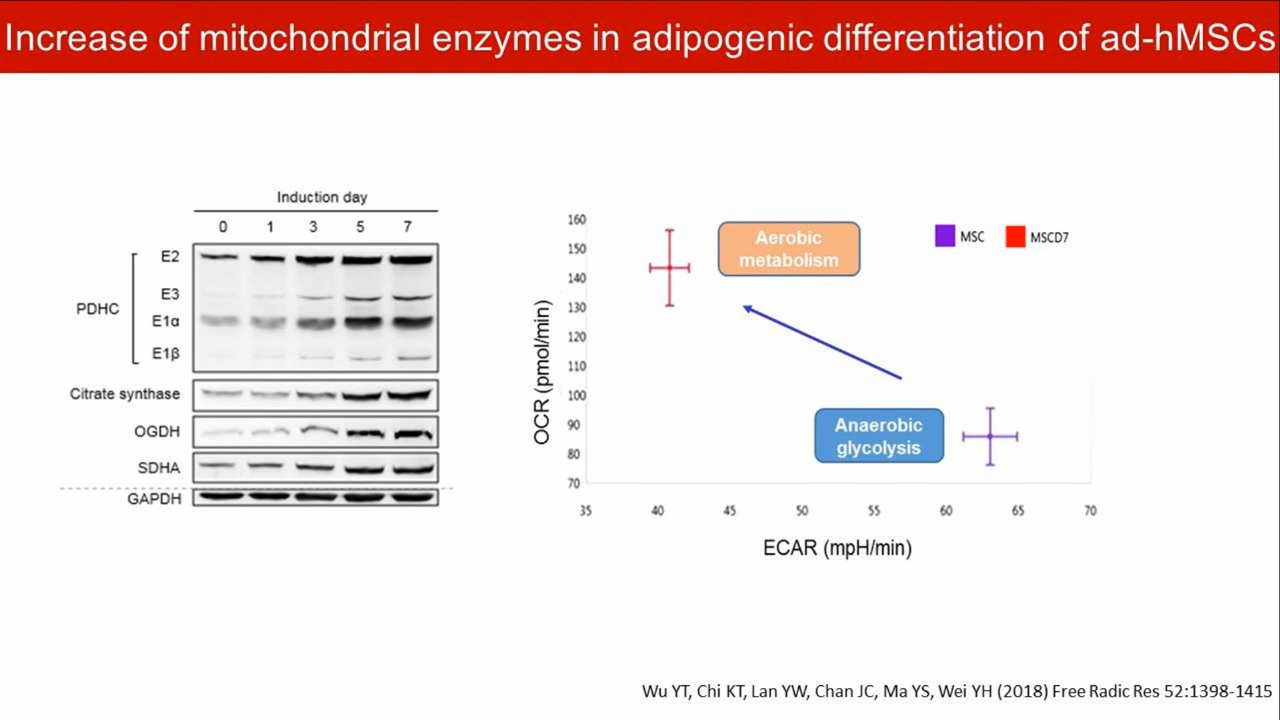 Increase of mitochondrial enzymes in adipogenic differentiation of ad-hMSCs
Induction day
0 1 3 5 7
PDHC
E2
E3
E1α
E1β
Citrate synthase
OGDH
SDHA
GAPDH
OCR (pmol/min)
160
150
140
130
120
110
100
90
80
70
35 40 45 50 55 60 65 70
ECAR (mpH/min)
Aerobic
metabolism
Anaerobic
glycolysis
MSC MSCD7
Wu YT, Chi KT, Lan YW, Chan JC, Ma YS, Wei YH (2018) Free Radic Res 52:1398-1415